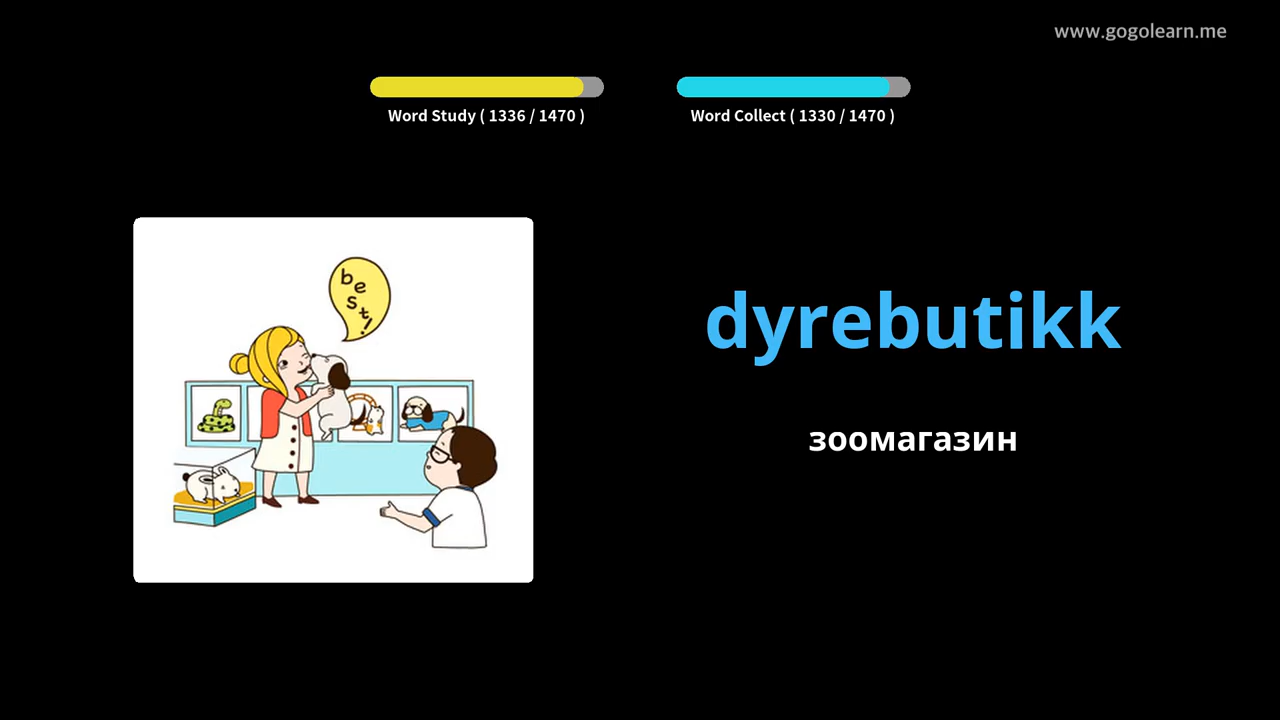 www.gogolearn.me
Word Study ( 1336 / 1470 )
Word Collect ( 1330 / 1470 )
best!
dyrebutikk
зоомагазин